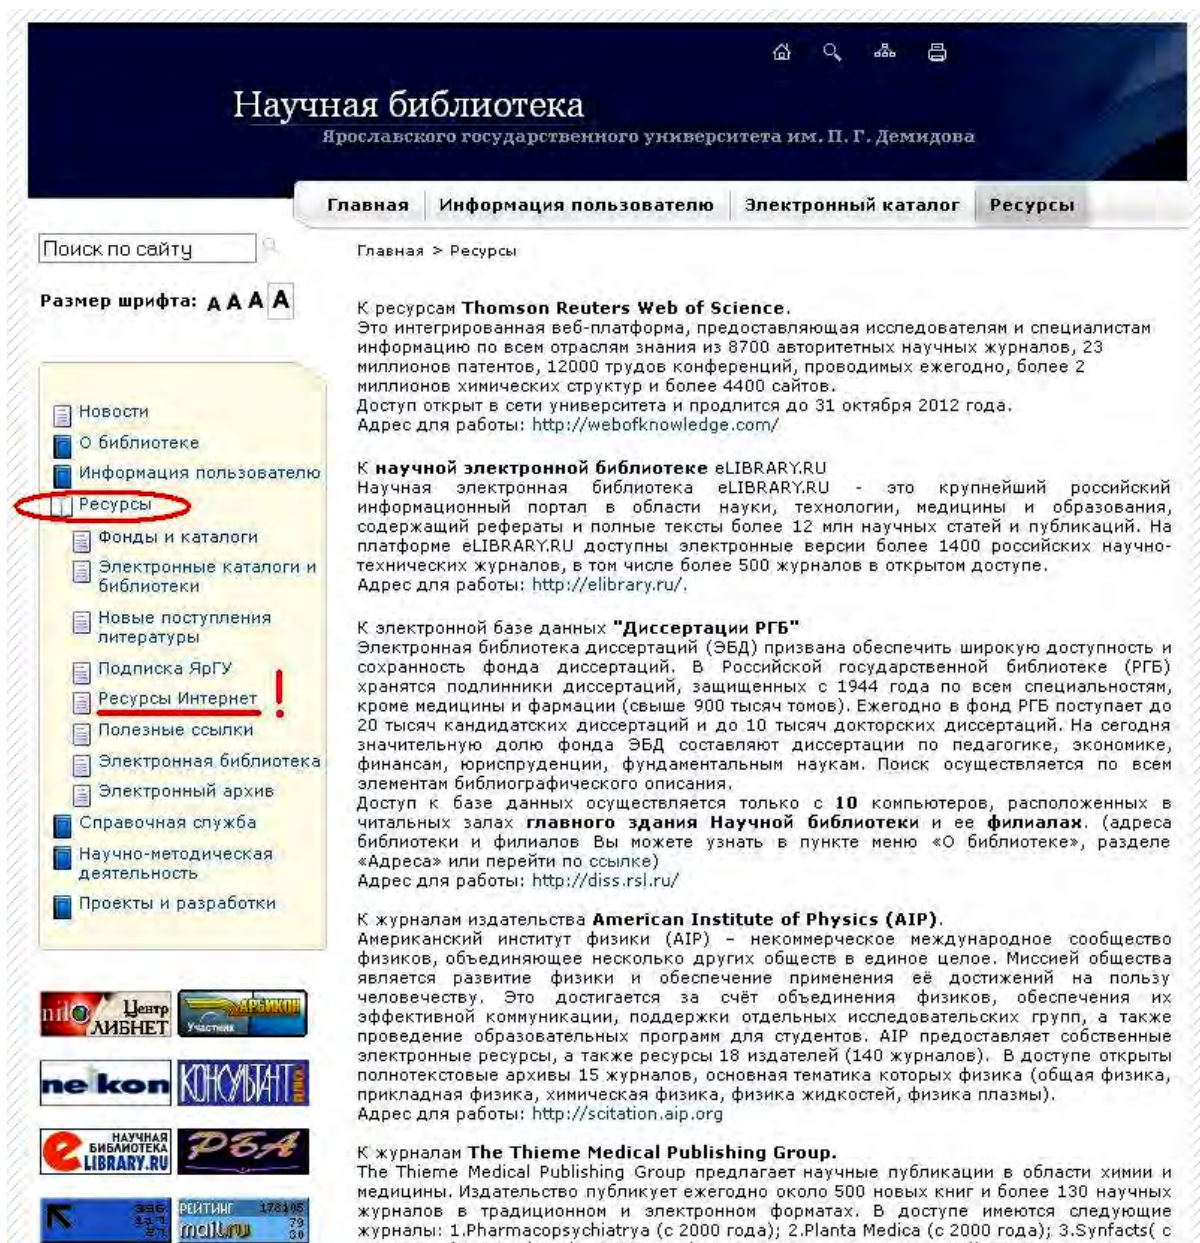 Научная библиотека
Ярославского государственного университета им. П. Г. Демидова
Главная Информация пользователю Электронный каталог Ресурсы
Поиск по сайту
Размер шрифта: А А А А
Новости
О библиотеке
Информация пользователю
Ресурсы
Фонды и каталоги
Электронные каталоги и
библиотеки
Новые поступления
литературы
Подписка ЯрГУ
Ресурсы Интернет !
Полезные ссылки
Электронная библиотека
Электронный архив
Справочная служба
Научно-методическая
деятельность
Проекты и разработки
nilc Центр
ЛИБНЕТ
АРБИКОН
Участник
neikon
КОНСУЛЬТАНТ
НАУЧНАЯ
БИБЛИОТЕКА
eLIBRARY.RU
РБА
РЕЙТИНГ
mail.ru
79
30
Главная > Ресурсы
К ресурсам Thomson Reuters Web of Science.
Это интегрированная веб-платформа, предоставляющая исследователям и специалистам
информацию по всем отраслям знания из 8700 авторитетных научных журналов, 23
миллионов патентов, 12000 трудов конференций, проводимых ежегодно, более 2
миллионов химических структур и более 4400 сайтов.
Доступ открыт в сети университета и продлится до 31 октября 2012 года.
Адрес для работы: http://webofknowledge.com/
К научной электронной библиотеке eLIBRARY.RU
Научная электронная библиотека eLIBRARY.RU - это крупнейший российский
информационный портал в области науки, технологии, медицины и образования,
содержащий рефераты и полные тексты более 12 млн научных статей и публикаций. На
платформе eLIBRARY.RU доступны электронные версии более 1400 российских научно-
технических журналов, в том числе более 500 журналов в открытом доступе.
Адрес для работы: http://elibrary.ru/.
К электронной базе данных "Диссертации РГБ"
Электронная библиотека диссертаций (ЭБД) призвана обеспечить широкую доступность и
сохранность фонда диссертаций. В Российской государственной библиотеке (РГБ)
хранятся подлинники диссертаций, защищенных с 1944 года по всем специальностям,
кроме медицины и фармации (свыше 900 тысяч томов). Ежегодно в фонд РГБ поступает до
20 тысяч кандидатских диссертаций и до 10 тысяч докторских диссертаций. На сегодня
значительную долю фонда ЭБД составляют диссертации по педагогике, экономике,
финансам, юриспруденции, фундаментальным наукам. Поиск осуществляется по всем
элементам библиографического описания.
Доступ к базе данных осуществляется только с 10 компьютеров, расположенных в
читальных залах главного здания Научной библиотеки и ее филиалах. (адреса
библиотеки и филиалов Вы можете узнать в пункте меню «О библиотеке», разделе
«Адреса» или перейти по ссылке)
Адрес для работы: http://diss.rsl.ru/
К журналам издательства American Institute of Physics (AIP).
Американский институт физики (AIP) – некоммерческое международное сообщество
физиков, объединяющее несколько других обществ в единое целое. Миссией общества
является развитие физики и обеспечение применения её достижений на пользу
человечеству. Это достигается за счёт объединения физиков, обеспечения их
эффективной коммуникации, поддержки отдельных исследовательских групп, а также
проведение образовательных программ для студентов. AIP предоставляет собственные
электронные ресурсы, а также ресурсы 18 издателей (140 журналов). В доступе открыты
полнотекстовые архивы 15 журналов, основная тематика которых физика (общая физика,
прикладная физика, химическая физика, физика жидкостей, физика плазмы).
Адрес для работы: http://scitation.aip.org
К журналам The Thieme Medical Publishing Group.
The Thieme Medical Publishing Group предлагает научные публикации в области химии и
медицины. Издательство публикует ежегодно около 500 новых книг и более 130 научных
журналов в традиционном и электронном форматах. В доступе имеются следующие
журналы: 1.Pharmacopsychiatrya (с 2000 года); 2.Planta Medica (с 2000 года); 3.Synfacts( с